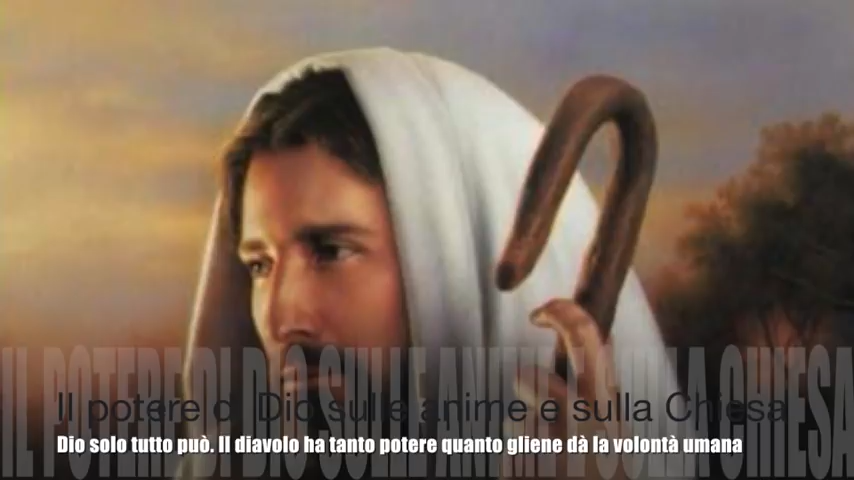 IL POTERE DI DIO SULLE ANIME E SULLA CHIESA
Il potere di Dio sulle anime e sulla Chiesa
Dio solo tutto può. Il diavolo ha tanto potere quanto gliene dà la volontà umana